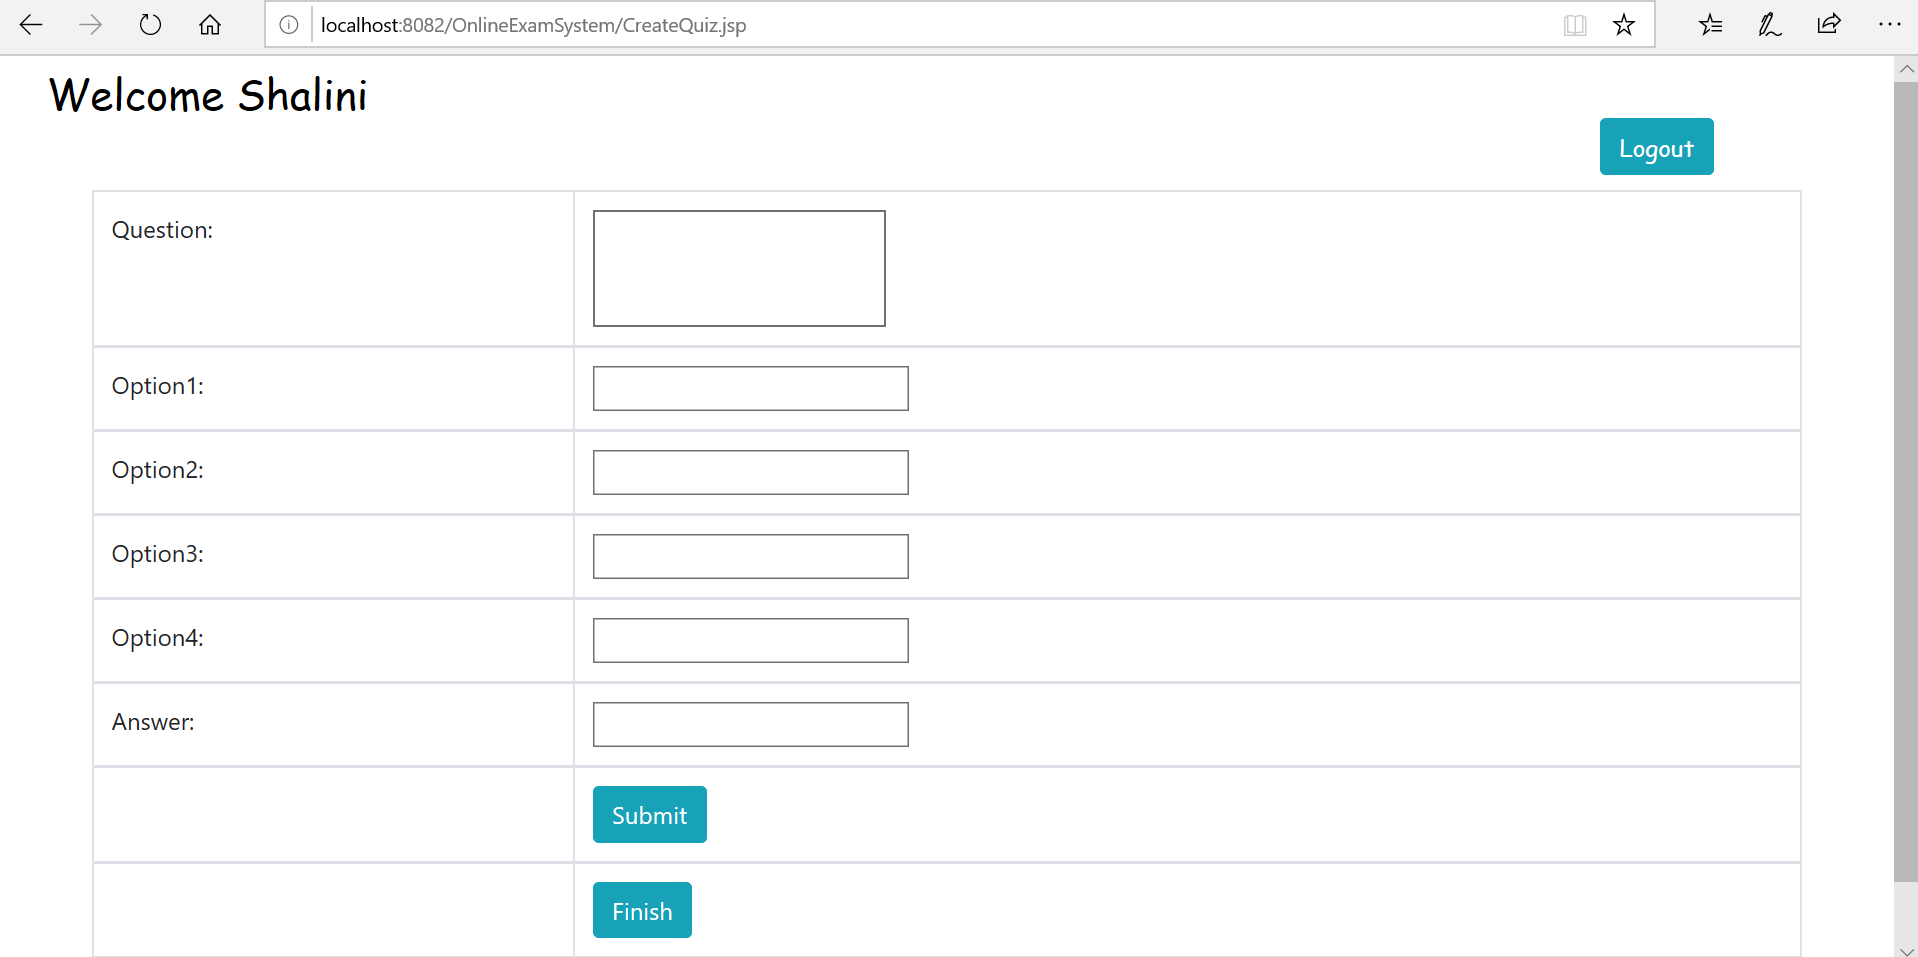 localhost:8082/OnlineExamSystem/CreateQuiz.jsp
Welcome Shalini
Logout
Question:
Option1:
Option2:
Option3:
Option4:
Answer:
Submit
Finish